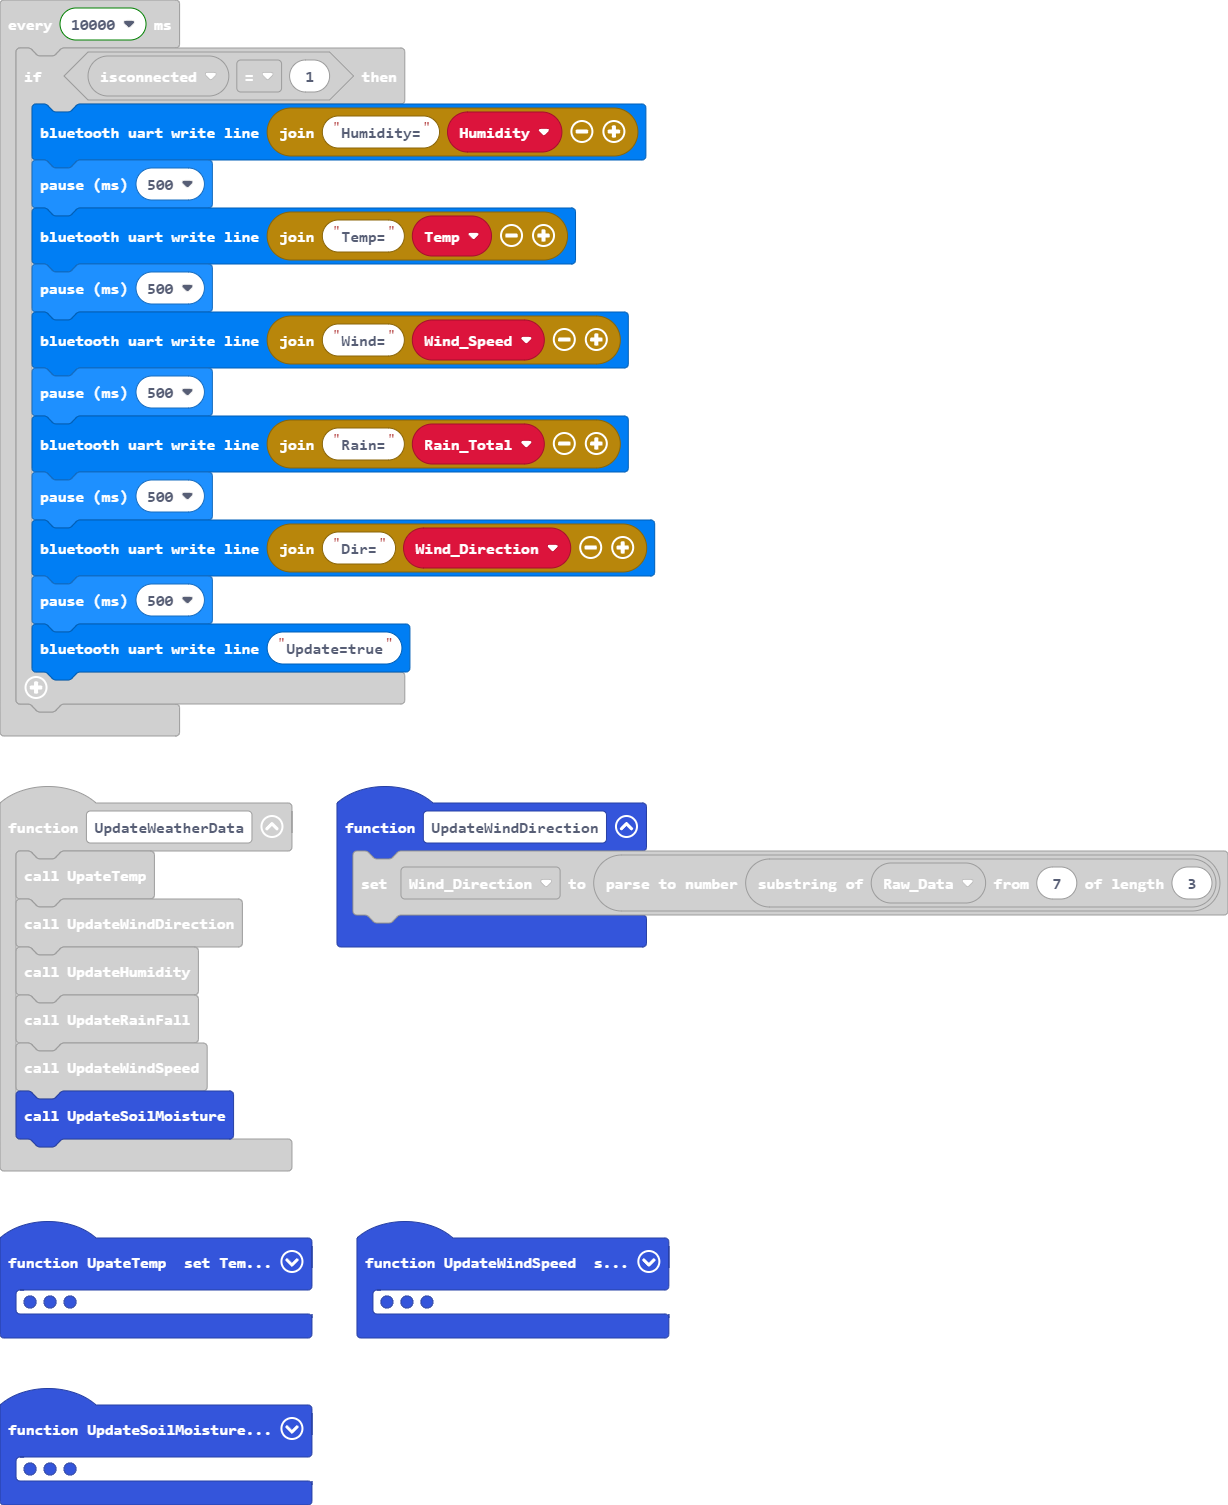 every 10000 ms
if isconnected = 1 then
bluetooth uart write line join "Humidity=" Humidity
pause (ms) 500
bluetooth uart write line join "Temp=" Temp
pause (ms) 500
bluetooth uart write line join "Wind=" Wind_Speed
pause (ms) 500
bluetooth uart write line join "Rain=" Rain_Total
pause (ms) 500
bluetooth uart write line join "Dir=" Wind_Direction
pause (ms) 500
bluetooth uart write line "Update=true"
function UpdateWeatherData
call UpateTemp
call UpdateWindDirection
call UpdateHumidity
call UpdateRainFall
call UpdateWindSpeed
call UpdateSoilMoisture
function UpdateWindDirection
set Wind_Direction to parse to number substring of Raw_Data from 7 of length 3
function UpateTemp set Tem...
function UpdateWindSpeed s...
function UpdateSoilMoisture...